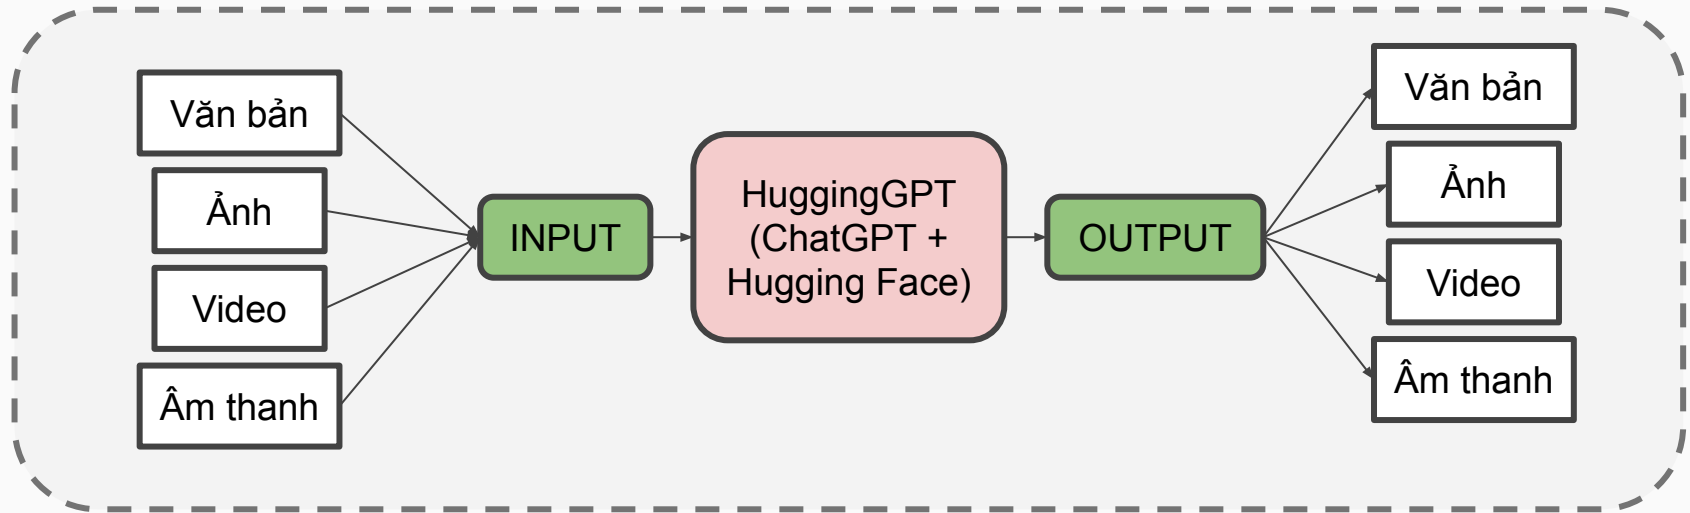 Văn bản
Ảnh
Video
Âm thanh
INPUT
HuggingGPT
(ChatGPT +
Hugging Face)
OUTPUT
Văn bản
Ảnh
Video
Âm thanh